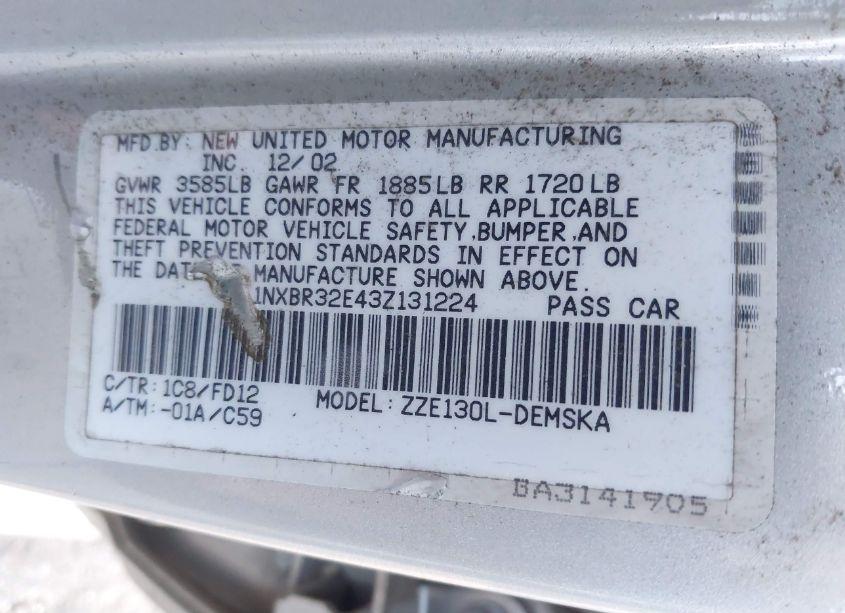 MFD.BY: NEW UNITED MOTOR MANUFACTURING
INC. 12/02
GVWR 3585LB GAWR FR 1885LB RR 1720LB
THIS VEHICLE CONFORMS TO ALL APPLICABLE
FEDERAL MOTOR VEHICLE SAFETY,BUMPER,AND
THEFT PREVENTION STANDARDS IN EFFECT ON
THE DATE MANUFACTURE SHOWN ABOVE.
1NXBR32E43Z131224 PASS CAR
C/TR:1C8/FD12
A/TM:-01A/C59
MODEL: ZZE130L-DEMSKA
BA3141905